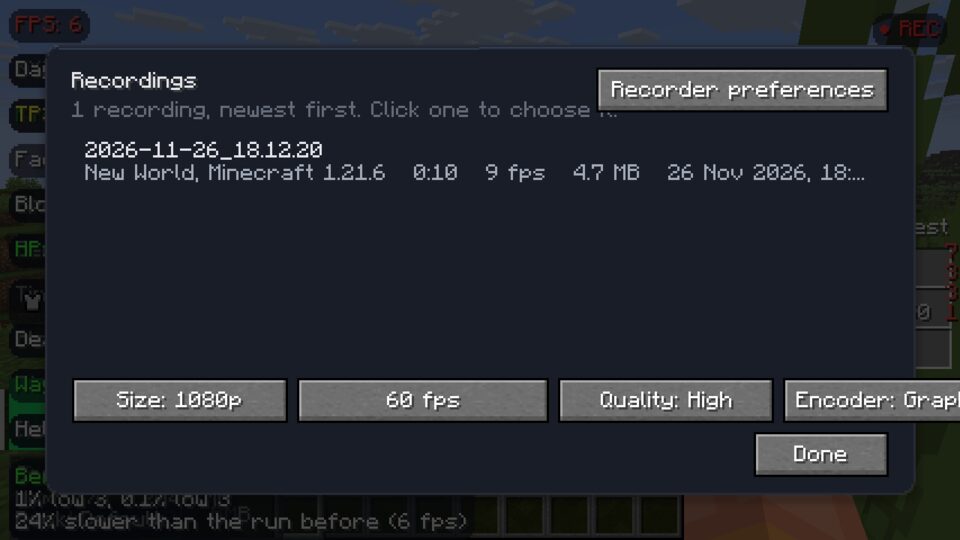 FPS: 6
REC
Recordings
Recorder preferences
1 recording, newest first. Click one to choose it.
2026-11-26_18.12.20
New World, Minecraft 1.21.6 0:10 9 fps 4.7 MB 26 Nov 2026, 18:...
Size: 1080p
60 fps
Quality: High
Encoder: Grap
Done
1% low 3, 0.1% low 3
24% slower than the run before (6 fps)